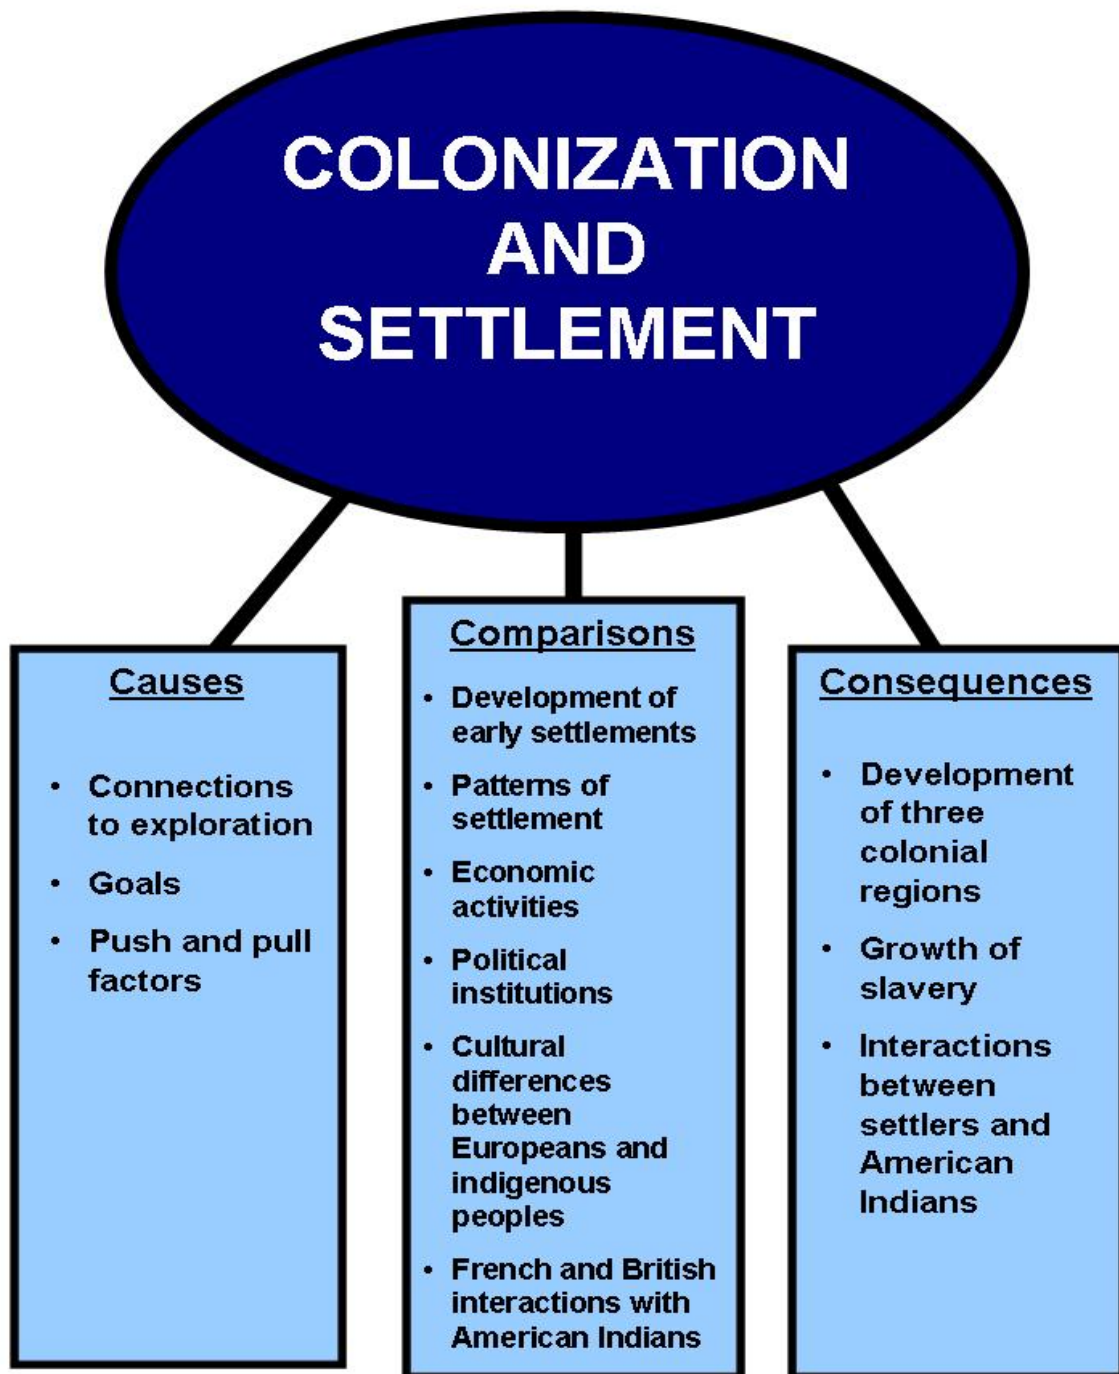 COLONIZATION
AND
SETTLEMENT
Causes
• Connections
to exploration
• Goals
• Push and pull
factors
Comparisons
• Development of
early settlements
• Patterns of
settlement
• Economic
activities
• Political
institutions
• Cultural
differences
between
Europeans and
indigenous
peoples
• French and British
interactions with
American Indians
Consequences
• Development
of three
colonial
regions
• Growth of
slavery
• Interactions
between
settlers and
American
Indians